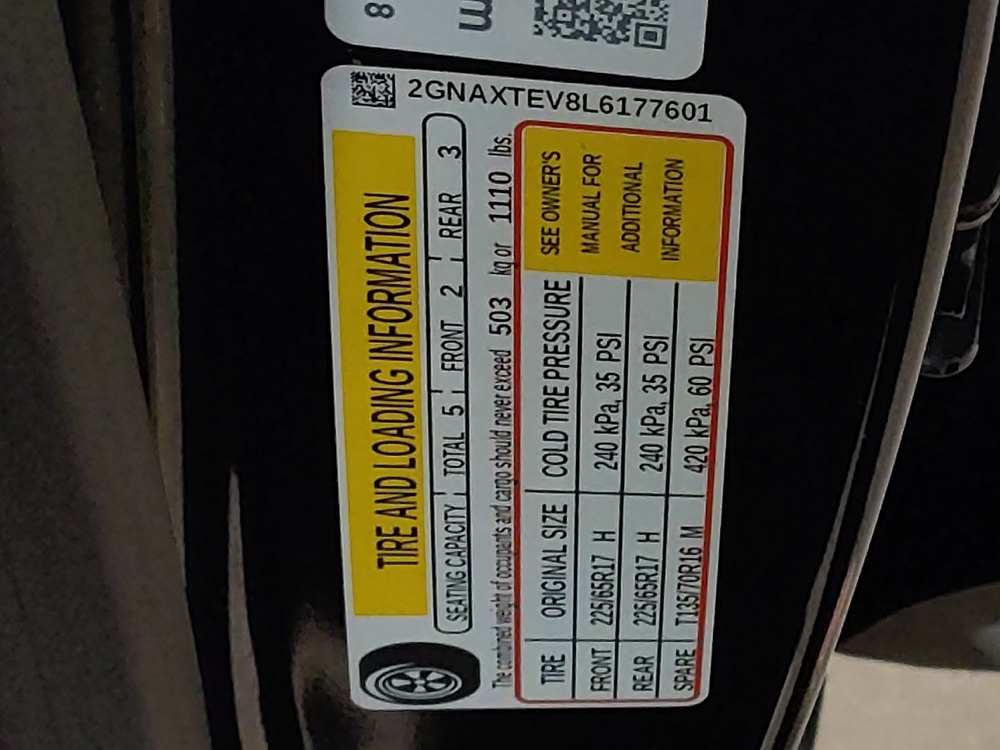 8
W
2GNAXTEV8L6177601
TIRE AND LOADING INFORMATION
SEATING CAPACITY TOTAL 5 FRONT 2 REAR 3
The combined weight of occupants and cargo should never exceed 503 kg or 1110 lbs.
TIRE ORIGINAL SIZE COLD TIRE PRESSURE SEE OWNER'S
FRONT 225/65R17 H 240 kPa, 35 PSI MANUAL FOR
REAR 225/65R17 H 240 kPa, 35 PSI ADDITIONAL
SPARE T135/70R16 M 420 kPa, 60 PSI INFORMATION